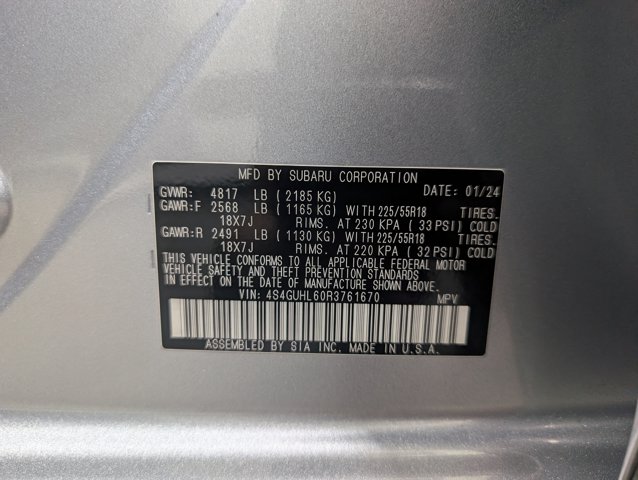 MFD BY SUBARU CORPORATION
GVWR: 4817 LB ( 2185 KG) DATE: 01/24
GAWR:F 2568 LB ( 1165 KG) WITH 225/55R18 TIRES.
18X7J RIMS. AT 230 KPA ( 33 PSI) COLD
GAWR:R 2491 LB ( 1130 KG) WITH 225/55R18 TIRES.
18X7J RIMS. AT 220 KPA ( 32 PSI) COLD
THIS VEHICLE CONFORMS TO ALL APPLICABLE FEDERAL MOTOR
VEHICLE SAFETY AND THEFT PREVENTION STANDARDS
IN EFFECT ON THE DATE OF MANUFACTURE SHOWN ABOVE.
VIN: 4S4GUHL60R3761670 MPV
ASSEMBLED BY SIA INC. MADE IN U.S.A.